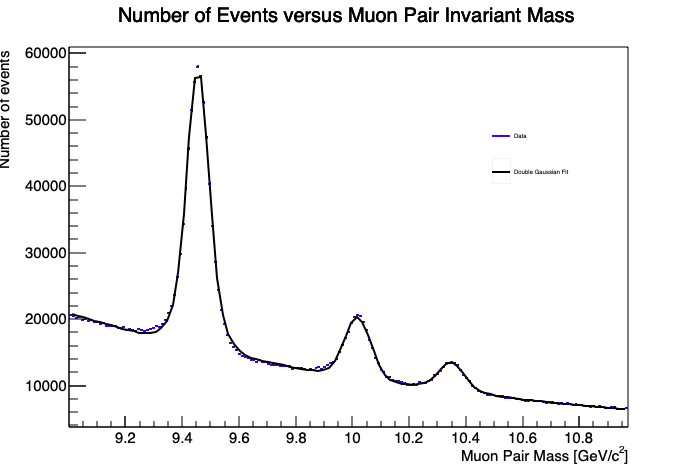 Number of Events versus Muon Pair Invariant Mass
Number of events
60000
50000
40000
30000
20000
10000
Data
Double Gaussian Fit
9.2 9.4 9.6 9.8 10 10.2 10.4 10.6 10.8
Muon Pair Mass [GeV/c²]